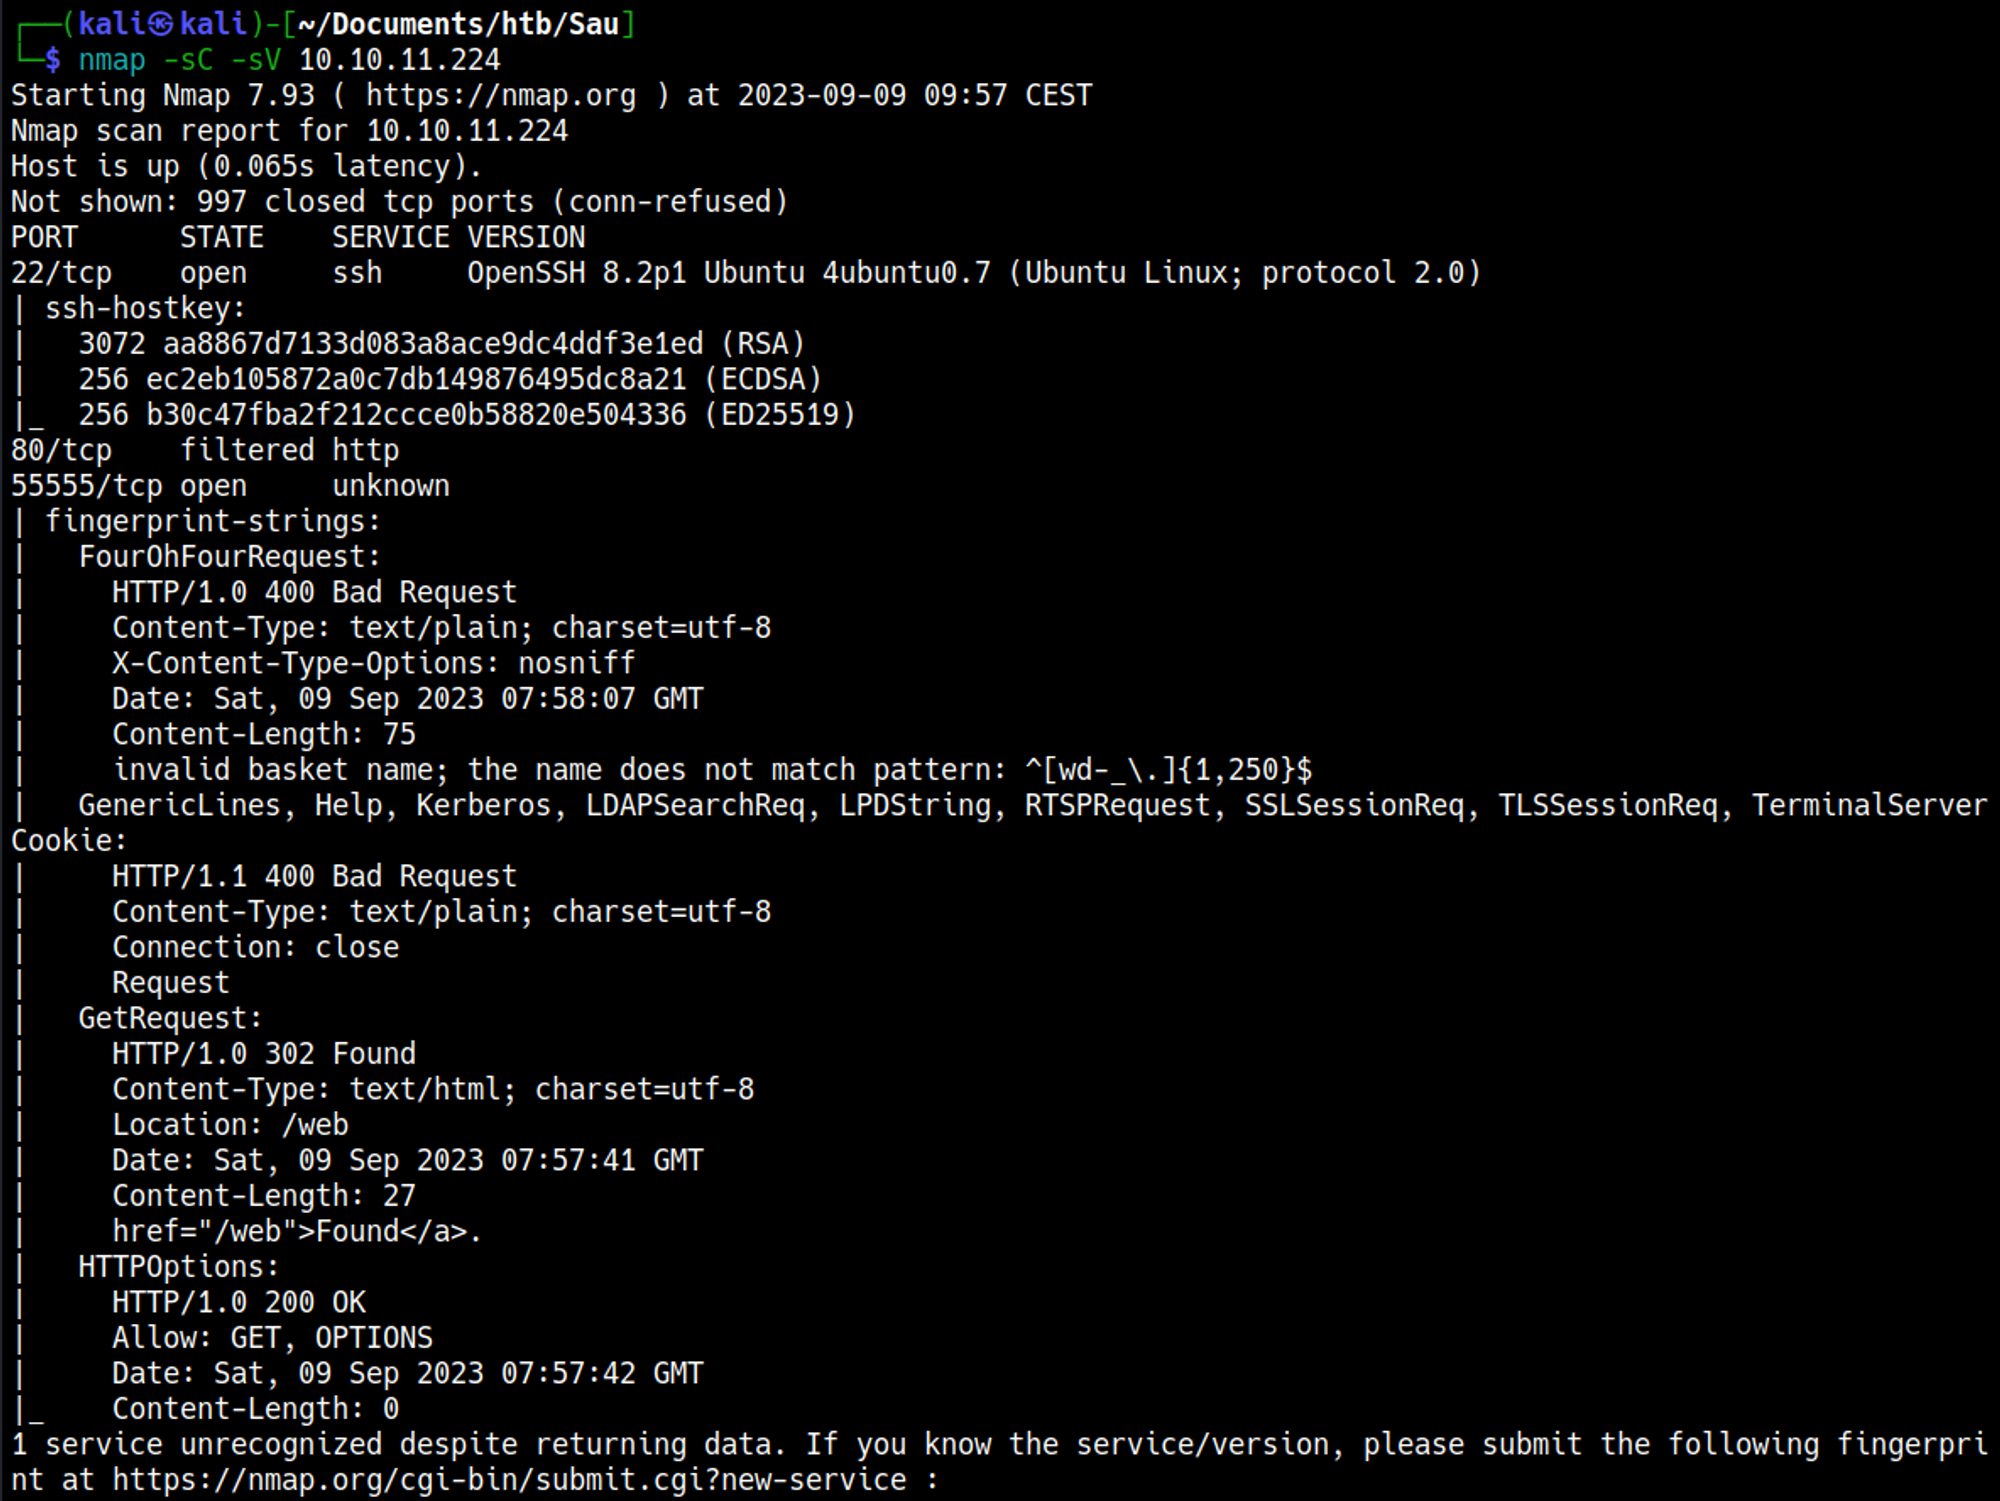 ┌──(kali㉿kali)-[~/Documents/htb/Sau]
└─$ nmap -sC -sV 10.10.11.224
Starting Nmap 7.93 ( https://nmap.org ) at 2023-09-09 09:57 CEST
Nmap scan report for 10.10.11.224
Host is up (0.065s latency).
Not shown: 997 closed tcp ports (conn-refused)
PORT      STATE    SERVICE VERSION
22/tcp    open     ssh     OpenSSH 8.2p1 Ubuntu 4ubuntu0.7 (Ubuntu Linux; protocol 2.0)
| ssh-hostkey:
|   3072 aa8867d7133d083a8ace9dc4ddf3e1ed (RSA)
|   256 ec2eb105872a0c7db149876495dc8a21 (ECDSA)
|_  256 b30c47fba2f212ccce0b58820e504336 (ED25519)
80/tcp    filtered http
55555/tcp open     unknown
| fingerprint-strings:
|   FourOhFourRequest:
|     HTTP/1.0 400 Bad Request
|     Content-Type: text/plain; charset=utf-8
|     X-Content-Type-Options: nosniff
|     Date: Sat, 09 Sep 2023 07:58:07 GMT
|     Content-Length: 75
|     invalid basket name; the name does not match pattern: ^[wd-_\.]{1,250}$
|   GenericLines, Help, Kerberos, LDAPSearchReq, LPDString, RTSPRequest, SSLSessionReq, TLSSessionReq, TerminalServer
Cookie:
|     HTTP/1.1 400 Bad Request
|     Content-Type: text/plain; charset=utf-8
|     Connection: close
|     Request
|   GetRequest:
|     HTTP/1.0 302 Found
|     Content-Type: text/html; charset=utf-8
|     Location: /web
|     Date: Sat, 09 Sep 2023 07:57:41 GMT
|     Content-Length: 27
|     href="/web">Found</a>.
|   HTTPOptions:
|     HTTP/1.0 200 OK
|     Allow: GET, OPTIONS
|     Date: Sat, 09 Sep 2023 07:57:42 GMT
|_    Content-Length: 0
1 service unrecognized despite returning data. If you know the service/version, please submit the following fingerpri
nt at https://nmap.org/cgi-bin/submit.cgi?new-service :